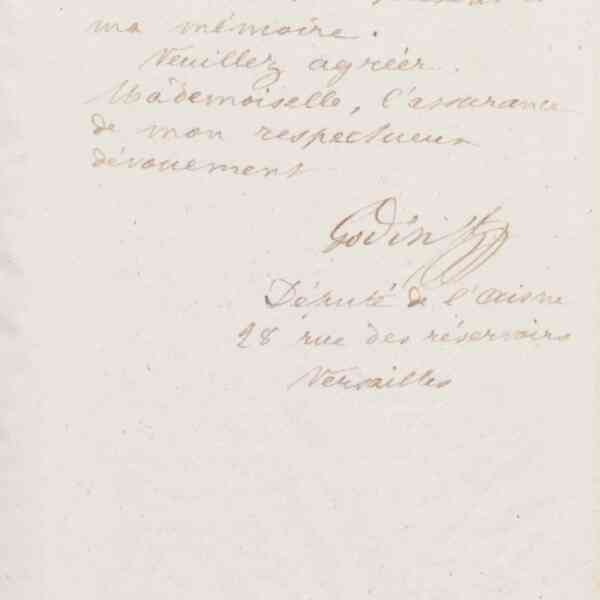 ma mémoire.
Veuillez agréer.
Mademoiselle, l'assurance
de mon respectueux
dévouement
Godin
Député de l'aisne
28 rue des réservoirs
Versailles